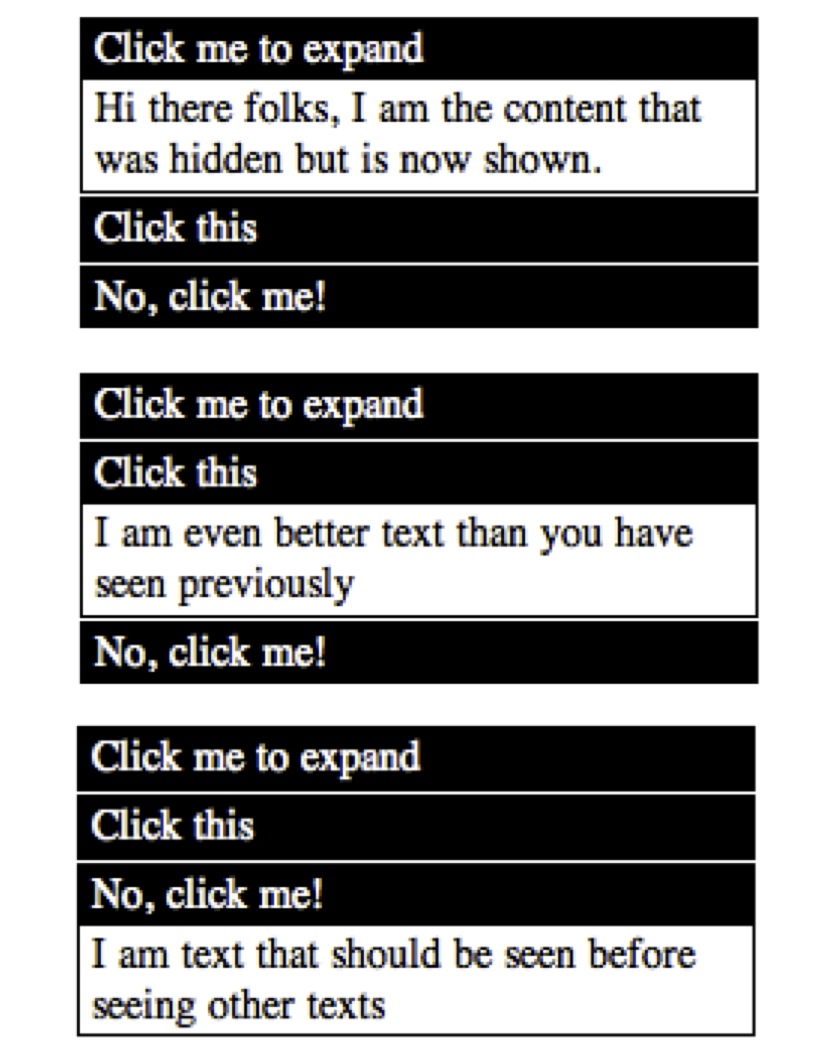 Click me to expand
Hi there folks, I am the content that
was hidden but is now shown.
Click this
No, click me!
Click me to expand
Click this
I am even better text than you have
seen previously
No, click me!
Click me to expand
Click this
No, click me!
I am text that should be seen before
seeing other texts